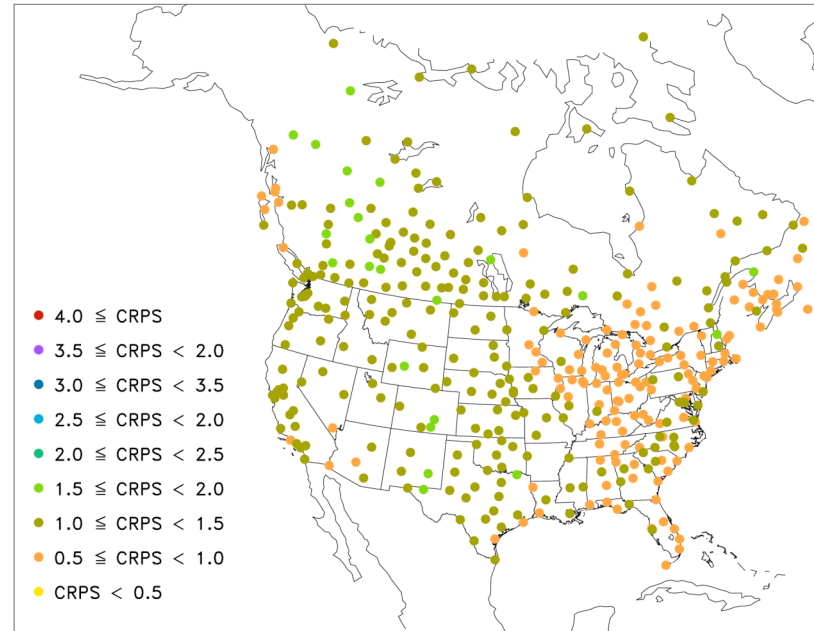 4.0 ≦ CRPS
3.5 ≦ CRPS < 2.0
3.0 ≦ CRPS < 3.5
2.5 ≦ CRPS < 2.0
2.0 ≦ CRPS < 2.5
1.5 ≦ CRPS < 2.0
1.0 ≦ CRPS < 1.5
0.5 ≦ CRPS < 1.0
CRPS < 0.5